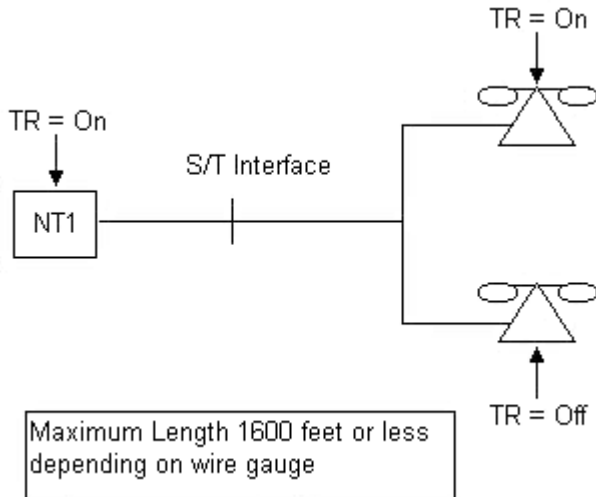 TR = On
TR = On
S/T Interface
NT1
TR = Off
Maximum Length 1600 feet or less
depending on wire gauge